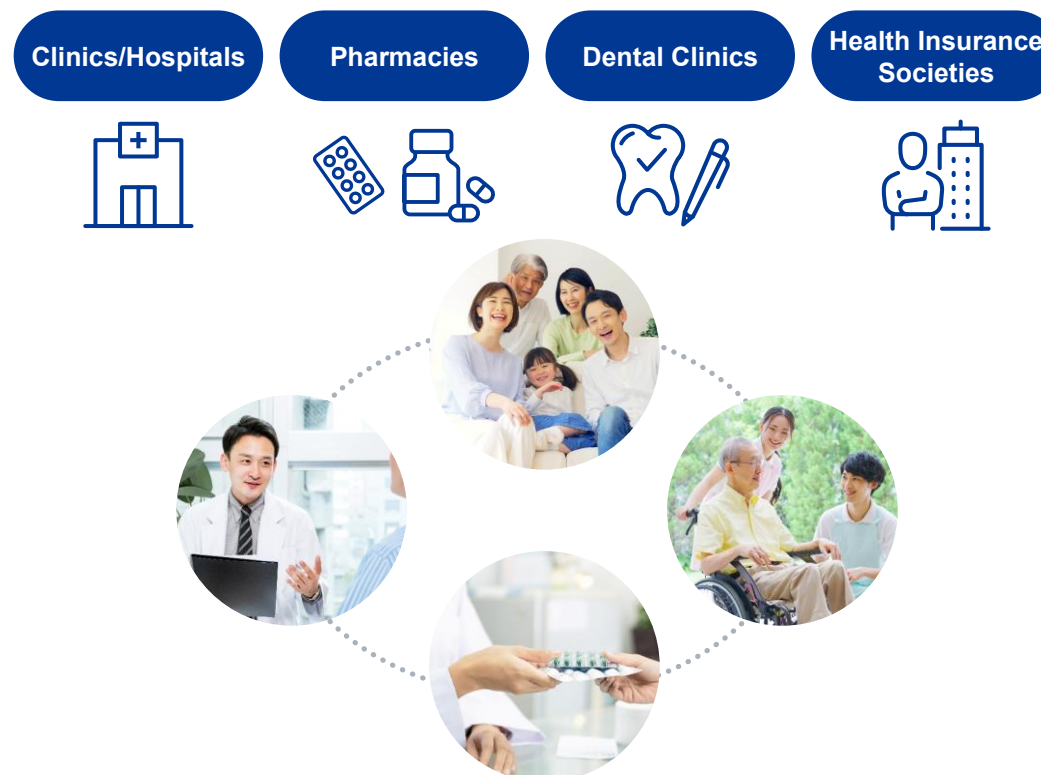 Clinics/Hospitals
Pharmacies
Dental Clinics
Health Insurance
Societies